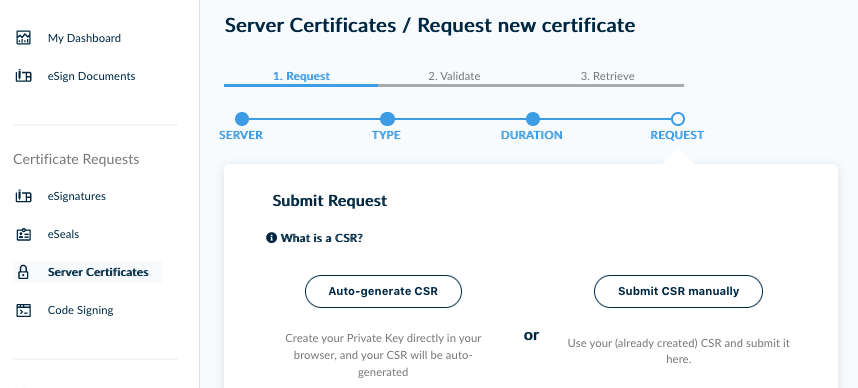 Server Certificates / Request new certificate
My Dashboard
eSign Documents
Certificate Requests
eSignatures
eSeals
Server Certificates
Code Signing
1. Request
2. Validate
3. Retrieve
SERVER
TYPE
DURATION
REQUEST
Submit Request
What is a CSR?
Auto-generate CSR
Create your Private Key directly in your
browser, and your CSR will be auto-
generated
or
Submit CSR manually
Use your (already created) CSR and submit it
here.